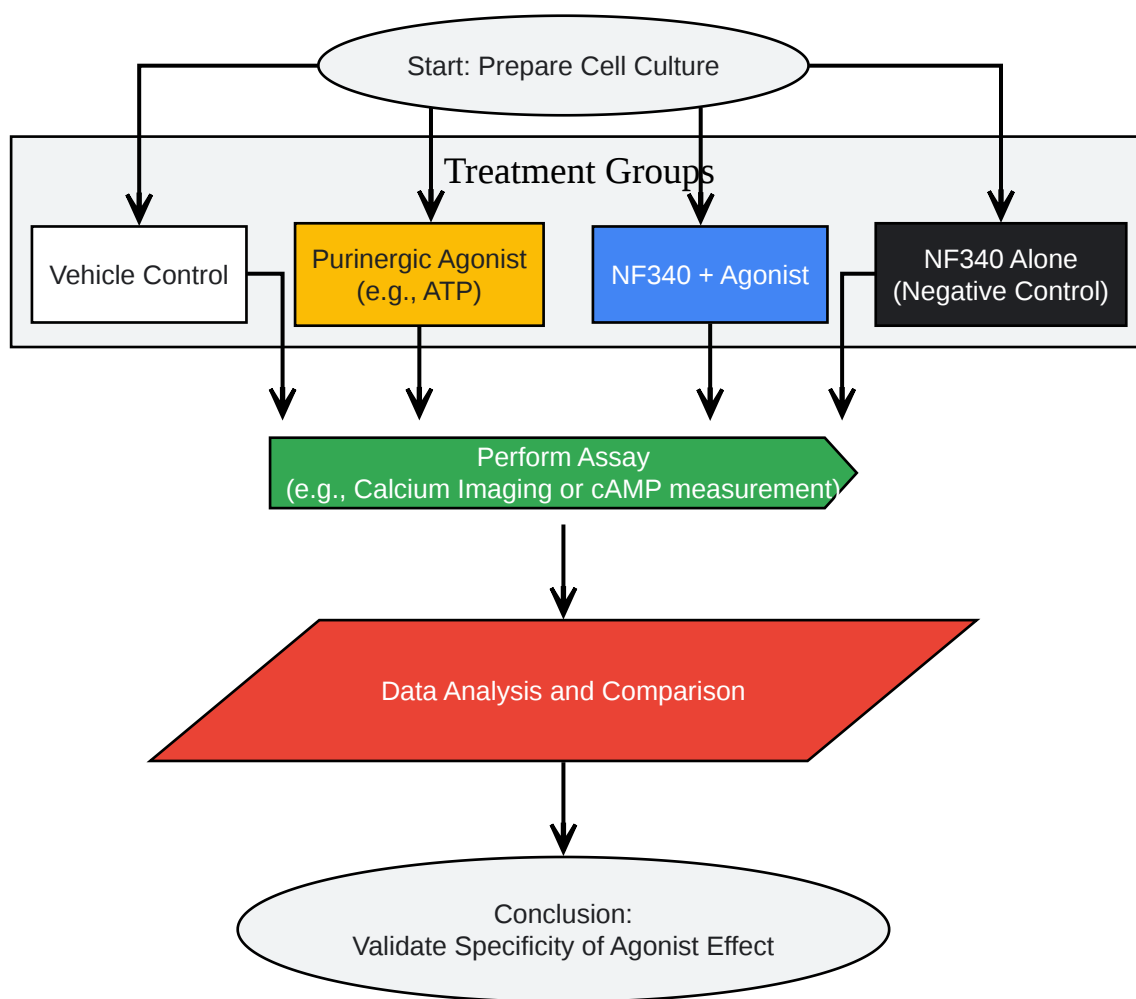 Start: Prepare Cell Culture
Treatment Groups
Vehicle Control
Purinergic Agonist
(e.g., ATP)
NF340 + Agonist
NF340 Alone
(Negative Control)
Perform Assay
(e.g., Calcium Imaging or cAMP measurement)
Data Analysis and Comparison
Conclusion:
Validate Specificity of Agonist Effect